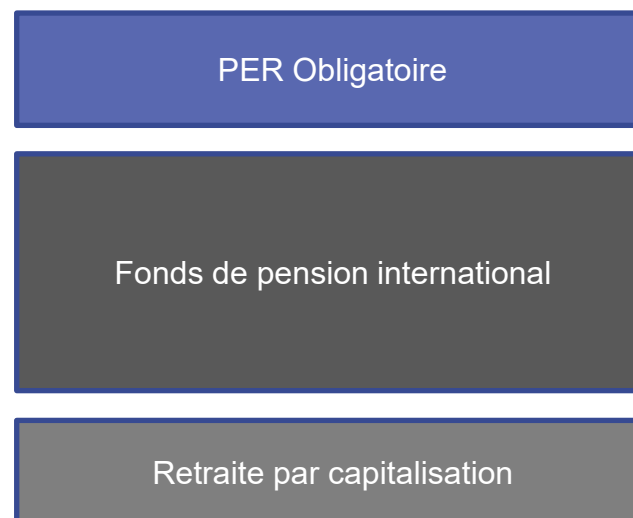 PER Obligatoire
Fonds de pension international
Retraite par capitalisation